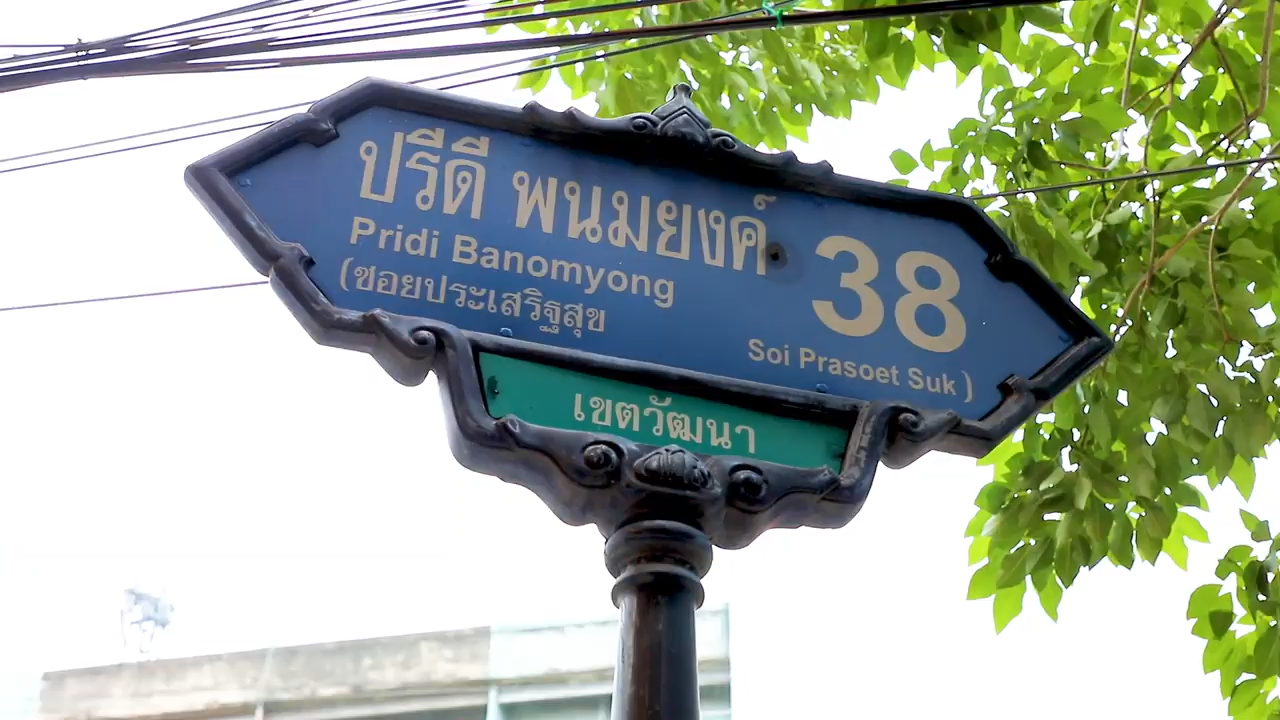 ปรีดี พนมยงค์ 38
Pridi Banomyong
(ซอยประเสริฐสุข
Soi Prasoet Suk)
เขตวัฒนา